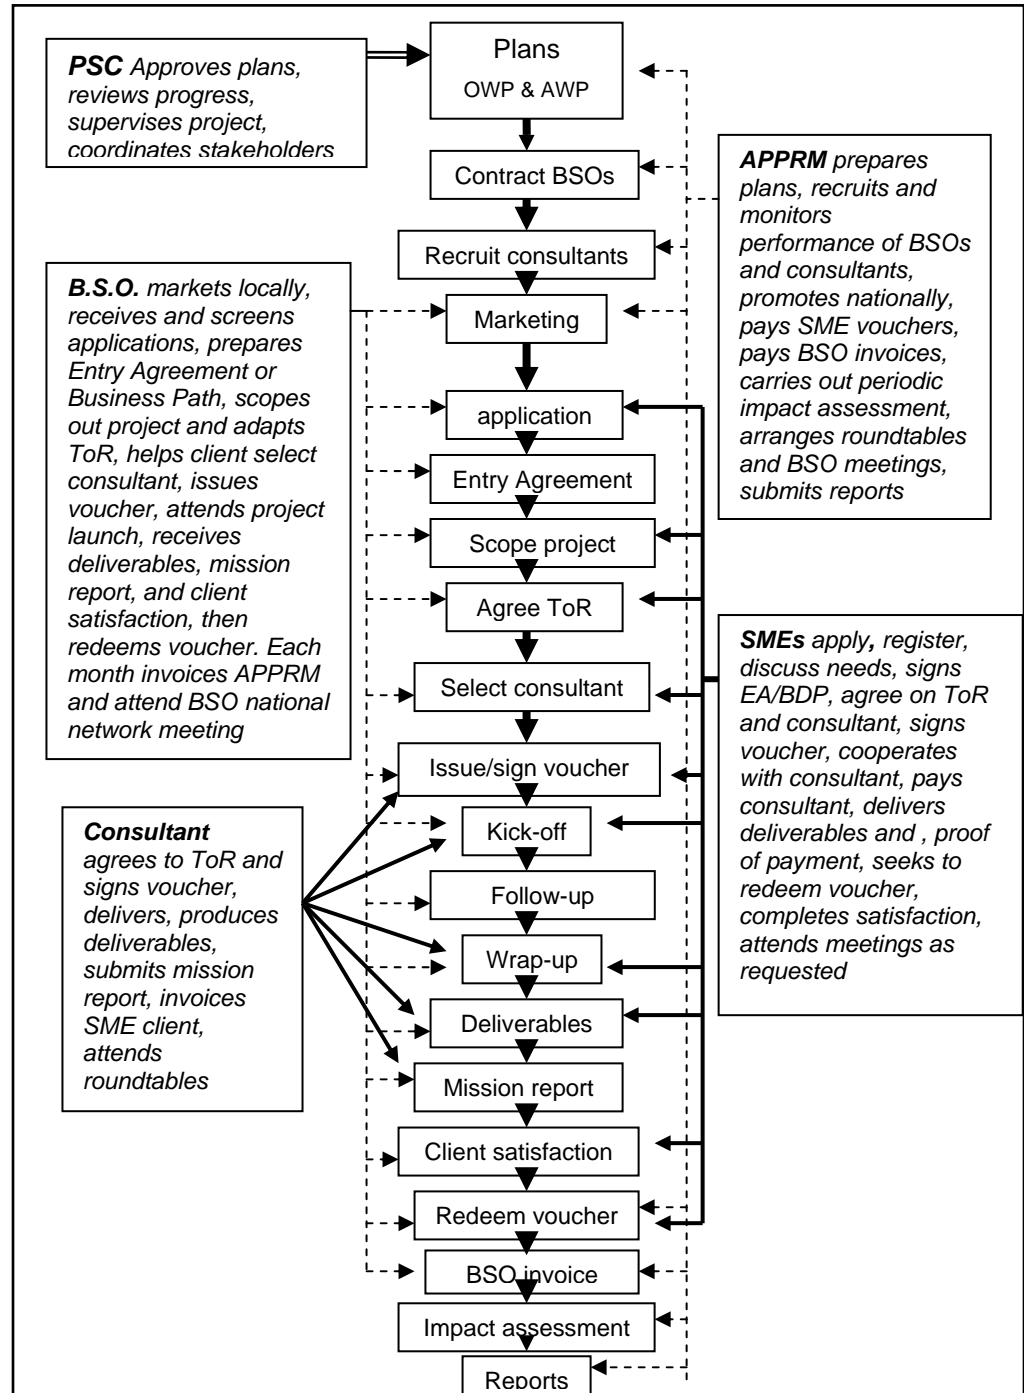 PSC Approves plans,
reviews progress,
supervises project,
coordinates stakeholders
Plans
OWP & AWP
Contract BSOs
Recruit consultants
Marketing
application
Entry Agreement
Scope project
Agree ToR
Select consultant
Issue/sign voucher
Kick-off
Follow-up
Wrap-up
Deliverables
Mission report
Client satisfaction
Redeem voucher
BSO invoice
Impact assessment
Reports
APPRM prepares
plans, recruits and
monitors
performance of BSOs
and consultants,
promotes nationally,
pays SME vouchers,
pays BSO invoices,
carries out periodic
impact assessment,
arranges roundtables
and BSO meetings,
submits reports
B.S.O. markets locally,
receives and screens
applications, prepares
Entry Agreement or
Business Path, scopes
out project and adapts
ToR, helps client select
consultant, issues
voucher, attends project
launch, receives
deliverables, mission
report, and client
satisfaction, then
redeems voucher. Each
month invoices APPRM
and attend BSO national
network meeting
SMEs apply, register,
discuss needs, signs
EA/BDP, agree on ToR
and consultant, signs
voucher, cooperates
with consultant, pays
consultant, delivers
deliverables and , proof
of payment, seeks to
redeem voucher,
completes satisfaction,
attends meetings as
requested
Consultant
agrees to ToR and
signs voucher,
delivers, produces
deliverables,
submits mission
report, invoices
SME client,
attends
roundtables